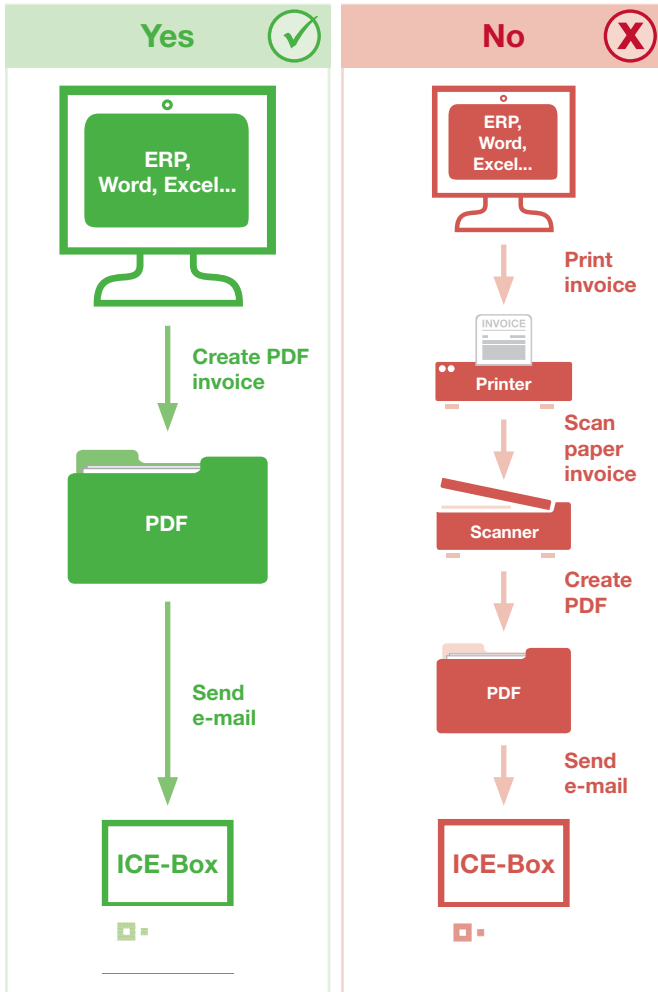 Yes
ERP,
Word, Excel...
Create PDF
invoice
PDF
Send
e-mail
ICE-Box
No
X
ERP,
Word,
Excel...
Print
invoice
INVOICE
Printer
Scan
paper
invoice
Scanner
Create
PDF
PDF
Send
e-mail
ICE-Box